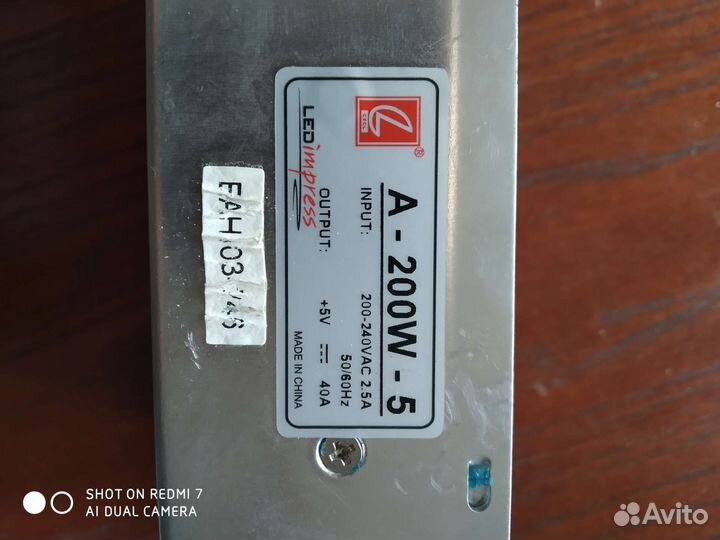 LED impress
A - 200W - 5
INPUT: 200-240VAC 2.5A
50/60Hz
OUTPUT: +5V 40A
MADE IN CHINA
®
SHOT ON REDMI 7
AI DUAL CAMERA
Avito